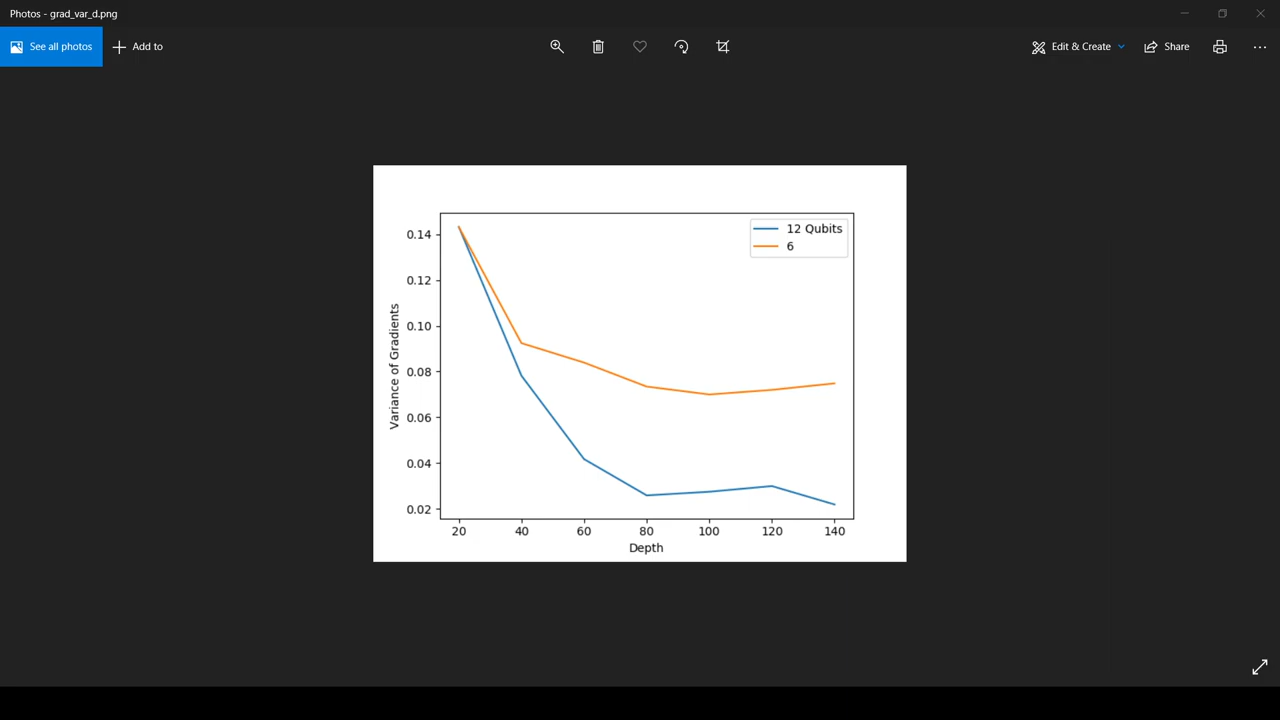 Photos - grad_var_d.png
See all photos
Add to
Edit & Create
Share
12 Qubits
6
0.14
0.12
0.10
0.08
0.06
0.04
0.02
Variance of Gradients
20 40 60 80 100 120 140
Depth